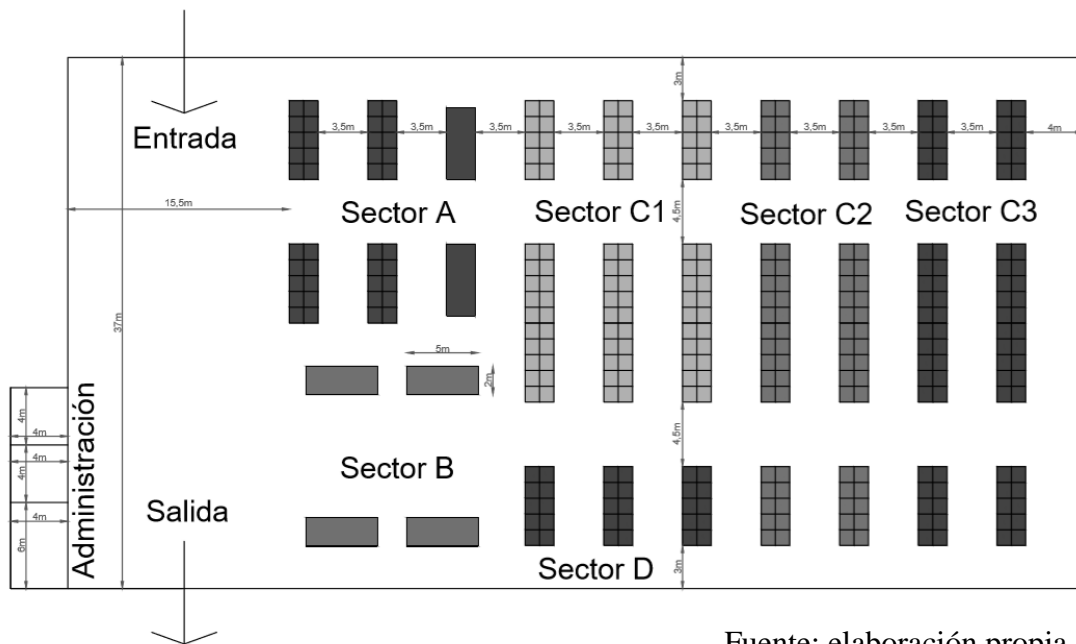 3m
Entrada
3,5m 3,5m 3,5m 3,5m 3,5m 3,5m 3,5m 3,5m 3,5m 4m
15,5m
Sector A
Sector C1
4,5m
Sector C2
Sector C3
37m
5m
2m
4m
4m
4m
4m
4m
6m
Administración
4,5m
Sector B
Salida
Sector D
3m
Fuente: elaboración propia